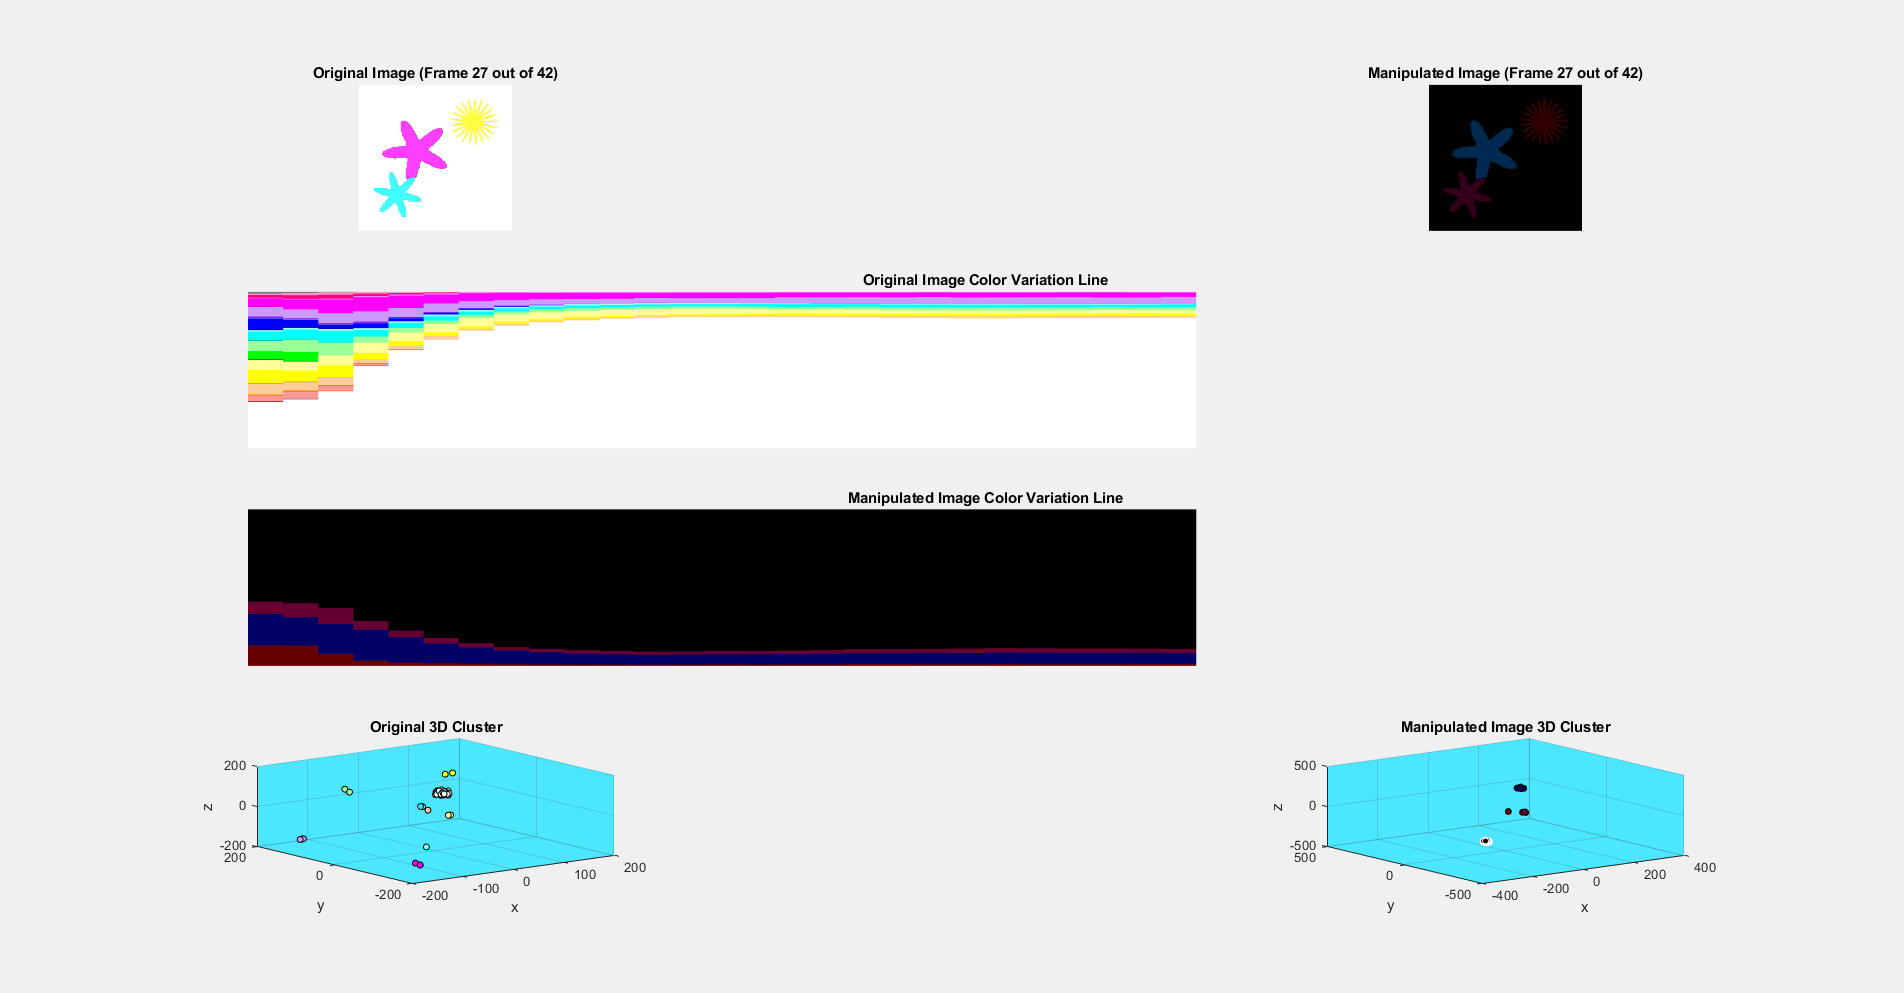 Original Image (Frame 27 out of 42)
Manipulated Image (Frame 27 out of 42)
Original Image Color Variation Line
Manipulated Image Color Variation Line
Original 3D Cluster
200
0
-200
z
200
0
-200
y
-200
-100
0
100
200
x
Manipulated Image 3D Cluster
500
0
-500
z
500
0
-500
y
-400
-200
0
200
400
x